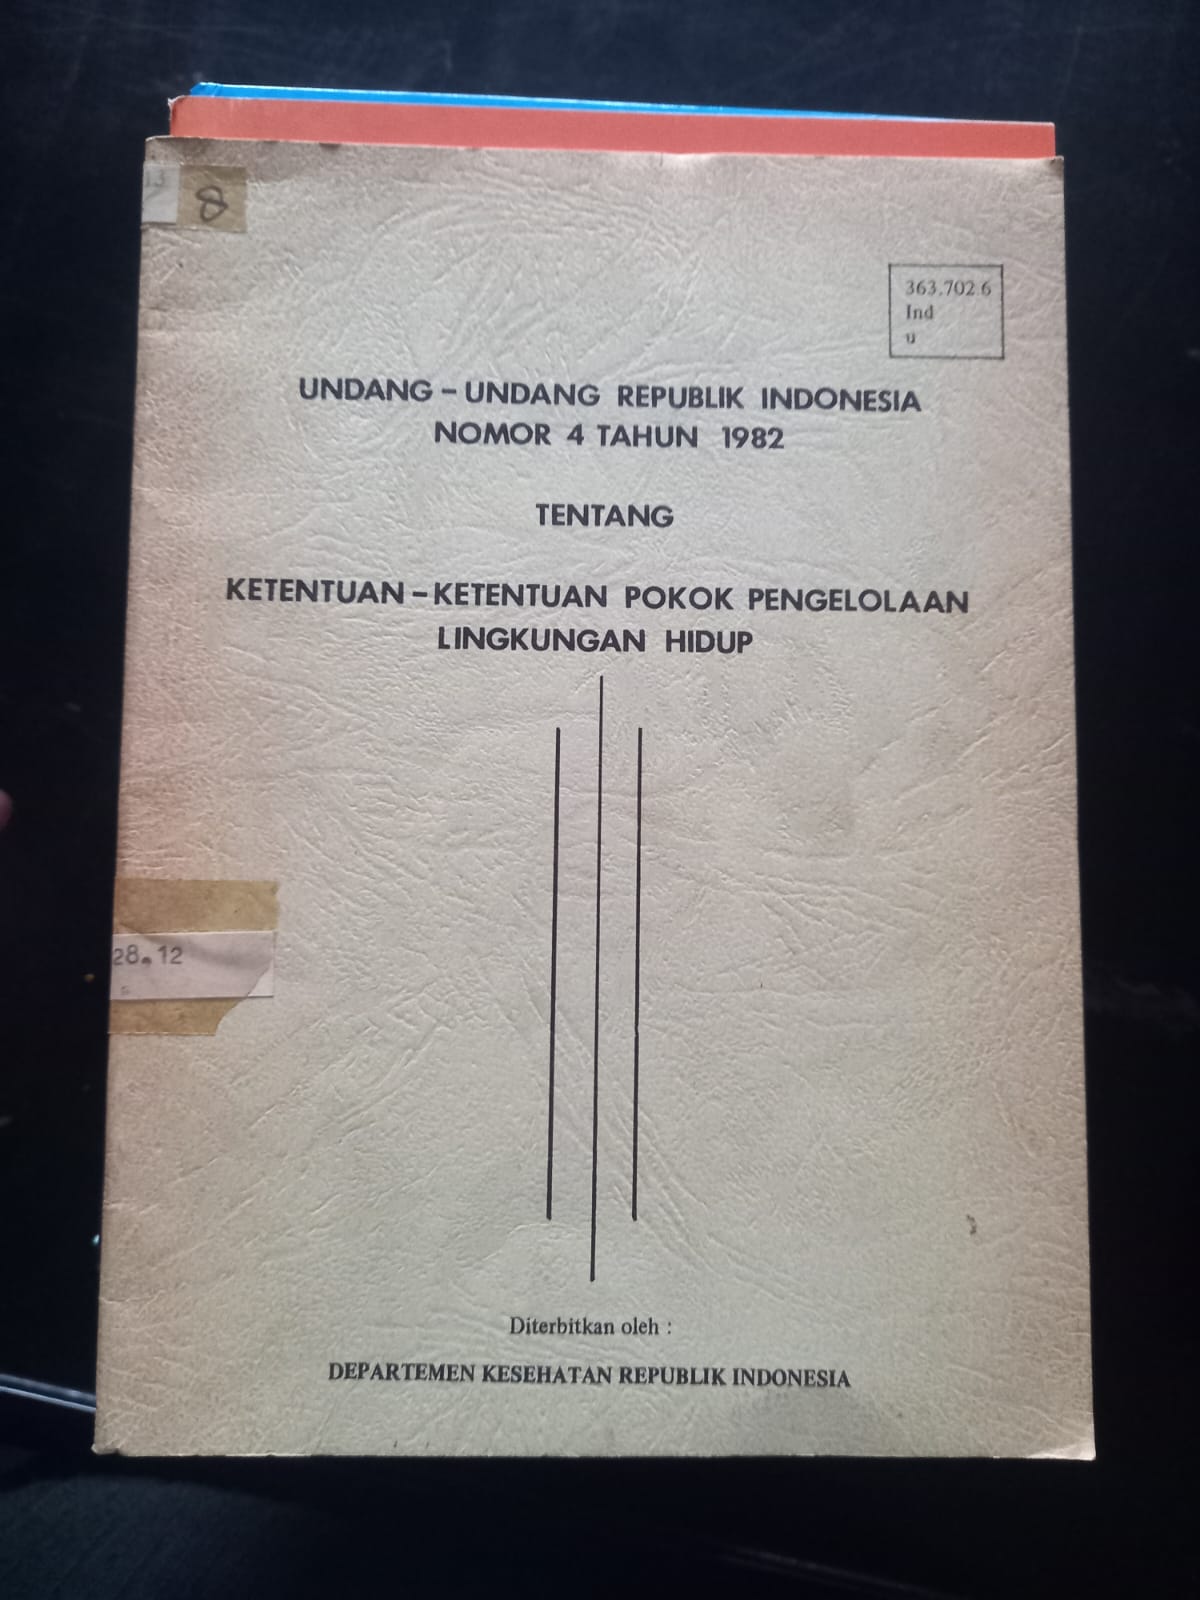 8
363.702.6
Ind
u
UNDANG – UNDANG REPUBLIK INDONESIA
NOMOR 4 TAHUN 1982
TENTANG
KETENTUAN – KETENTUAN POKOK PENGELOLAAN
LINGKUNGAN HIDUP
28.12
Diterbitkan oleh :
DEPARTEMEN KESEHATAN REPUBLIK INDONESIA